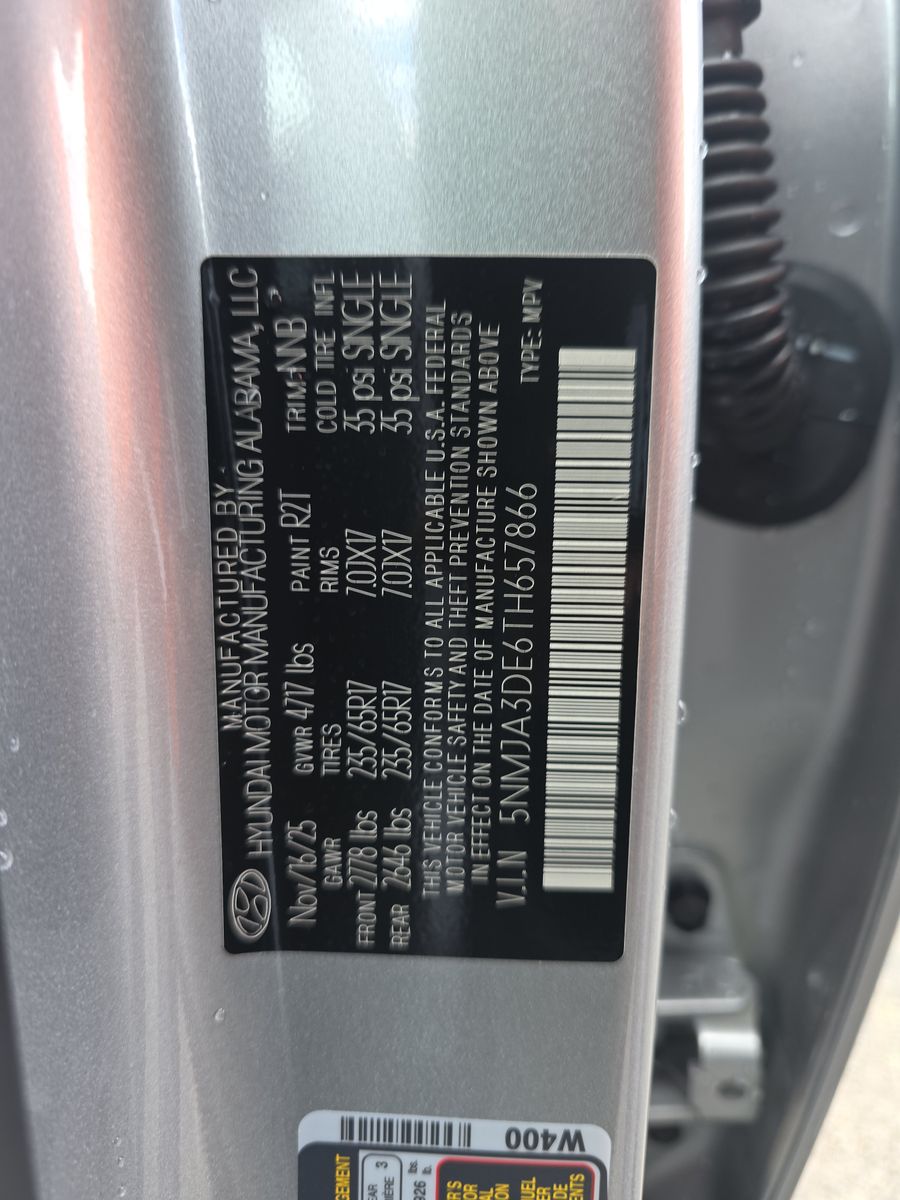 MANUFACTURED BY
HYUNDAI MOTOR MANUFACTURING ALABAMA, LLC
Nov/16/25 GVWR 4717 lbs PAINT R2T TRIM-NNB
GAWR TIRES RIMS COLD TIRE INFL
FRONT 2778 lbs 235/65R17 7.0JX17 35 psi SINGLE
REAR 2646 lbs 235/65R17 7.0JX17 35 psi SINGLE
THIS VEHICLE CONFORMS TO ALL APPLICABLE U.S.A. FEDERAL
MOTOR VEHICLE SAFETY AND THEFT PREVENTION STANDARDS
IN EFFECT ON THE DATE OF MANUFACTURE SHOWN ABOVE
V.I.N 5NMJA3DE6TH657866 TYPE: MPV
W400